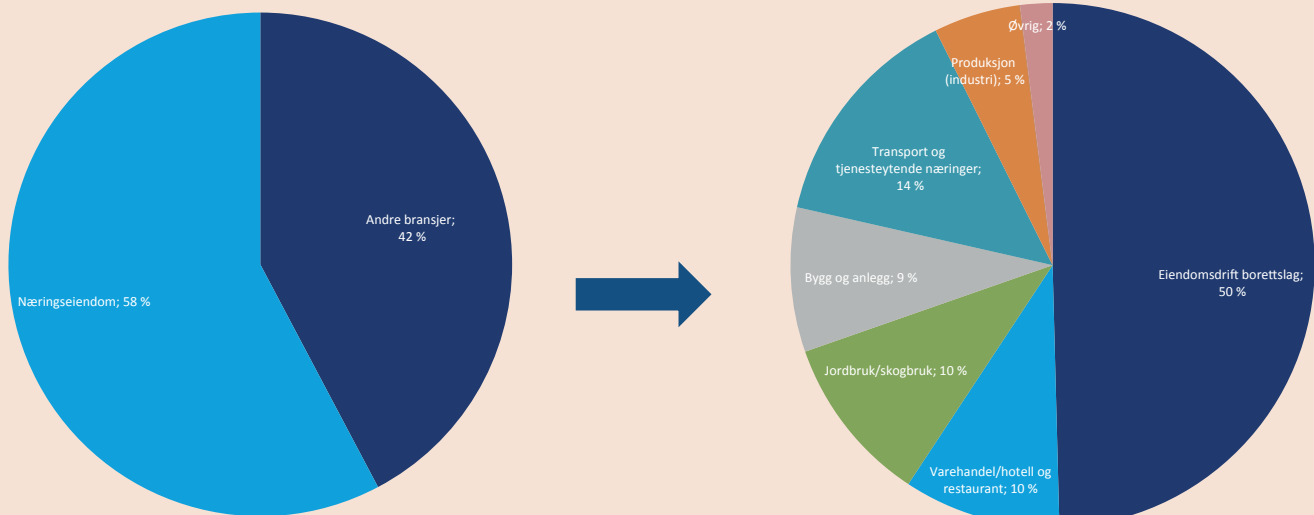 Andre bransjer;
42 %
Næringseiendom; 58 %
Øvrig; 2 %
Produksjon
(industri); 5 %
Transport og
tjenesteytende næringer;
14 %
Bygg og anlegg; 9 %
Eiendomsdrift borettslag;
50 %
Jordbruk/skogbruk; 10 %
Varehandel/hotell og
restaurant; 10 %